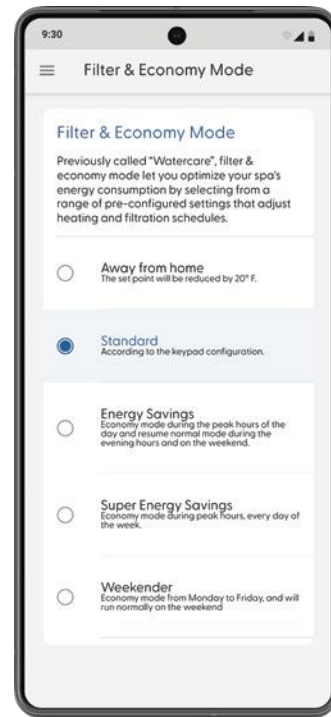 9:30
Filter & Economy Mode
Filter & Economy Mode
Previously called "Watercare", filter &
economy mode let you optimize your spa's
energy consumption by selecting from a
range of pre-configured settings that adjust
heating and filtration schedules.
Away from home
The set point will be reduced by 20° F.
Standard
According to the keypad configuration.
Energy Savings
Economy mode during the peak hours of the
day and resume normal mode during the
evening hours and on the weekend.
Super Energy Savings
Economy mode during peak hours, every day of
the week.
Weekender
Economy mode from Monday to Friday, and will
run normally on the weekend